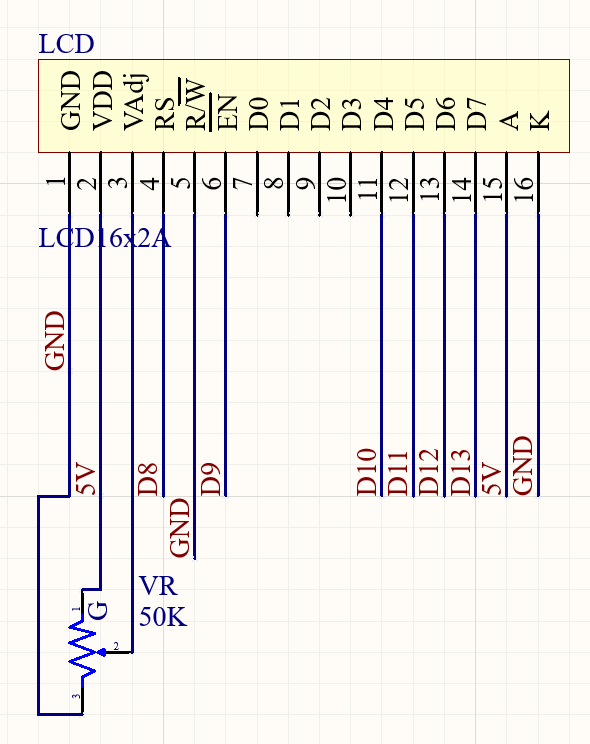 LCD
GND VDD VAdj RS R/W EN D0 D1 D2 D3 D4 D5 D6 D7 A K
1 2 3 4 5 6 7 8 9 10 11 12 13 14 15 16
LCD16x2A
GND
5V D8 D9 D10 D11 D12 D13 5V GND
GND
VR
1 G
50K
2
3